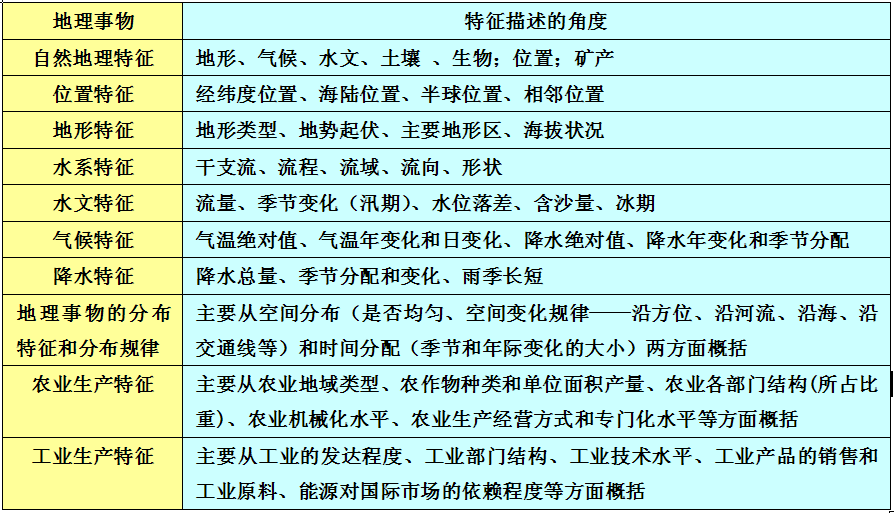 地理事物 特征描述的角度
自然地理特征 地形、气候、水文、土壤 、生物；位置；矿产
位置特征 经纬度位置、海陆位置、半球位置、相邻位置
地形特征 地形类型、地势起伏、主要地形区、海拔状况
水系特征 干支流、流程、流域、流向、形状
水文特征 流量、季节变化（汛期）、水位落差、含沙量、冰期
气候特征 气温绝对值、气温年变化和日变化、降水绝对值、降水年变化和季节分配
降水特征 降水总量、季节分配和变化、雨季长短
地理事物的分布 主要从空间分布（是否均匀、空间变化规律——沿方位、沿河流、沿海、沿
特征和分布规律 交通线等）和时间分配（季节和年际变化的大小）两方面概括
农业生产特征 主要从农业地域类型、农作物种类和单位面积产量、农业各部门结构(所占比
重)、农业机械化水平、农业生产经营方式和专门化水平等方面概括
工业生产特征 主要从工业的发达程度、工业部门结构、工业技术水平、工业产品的销售和
工业原料、能源对国际市场的依赖程度等方面概括